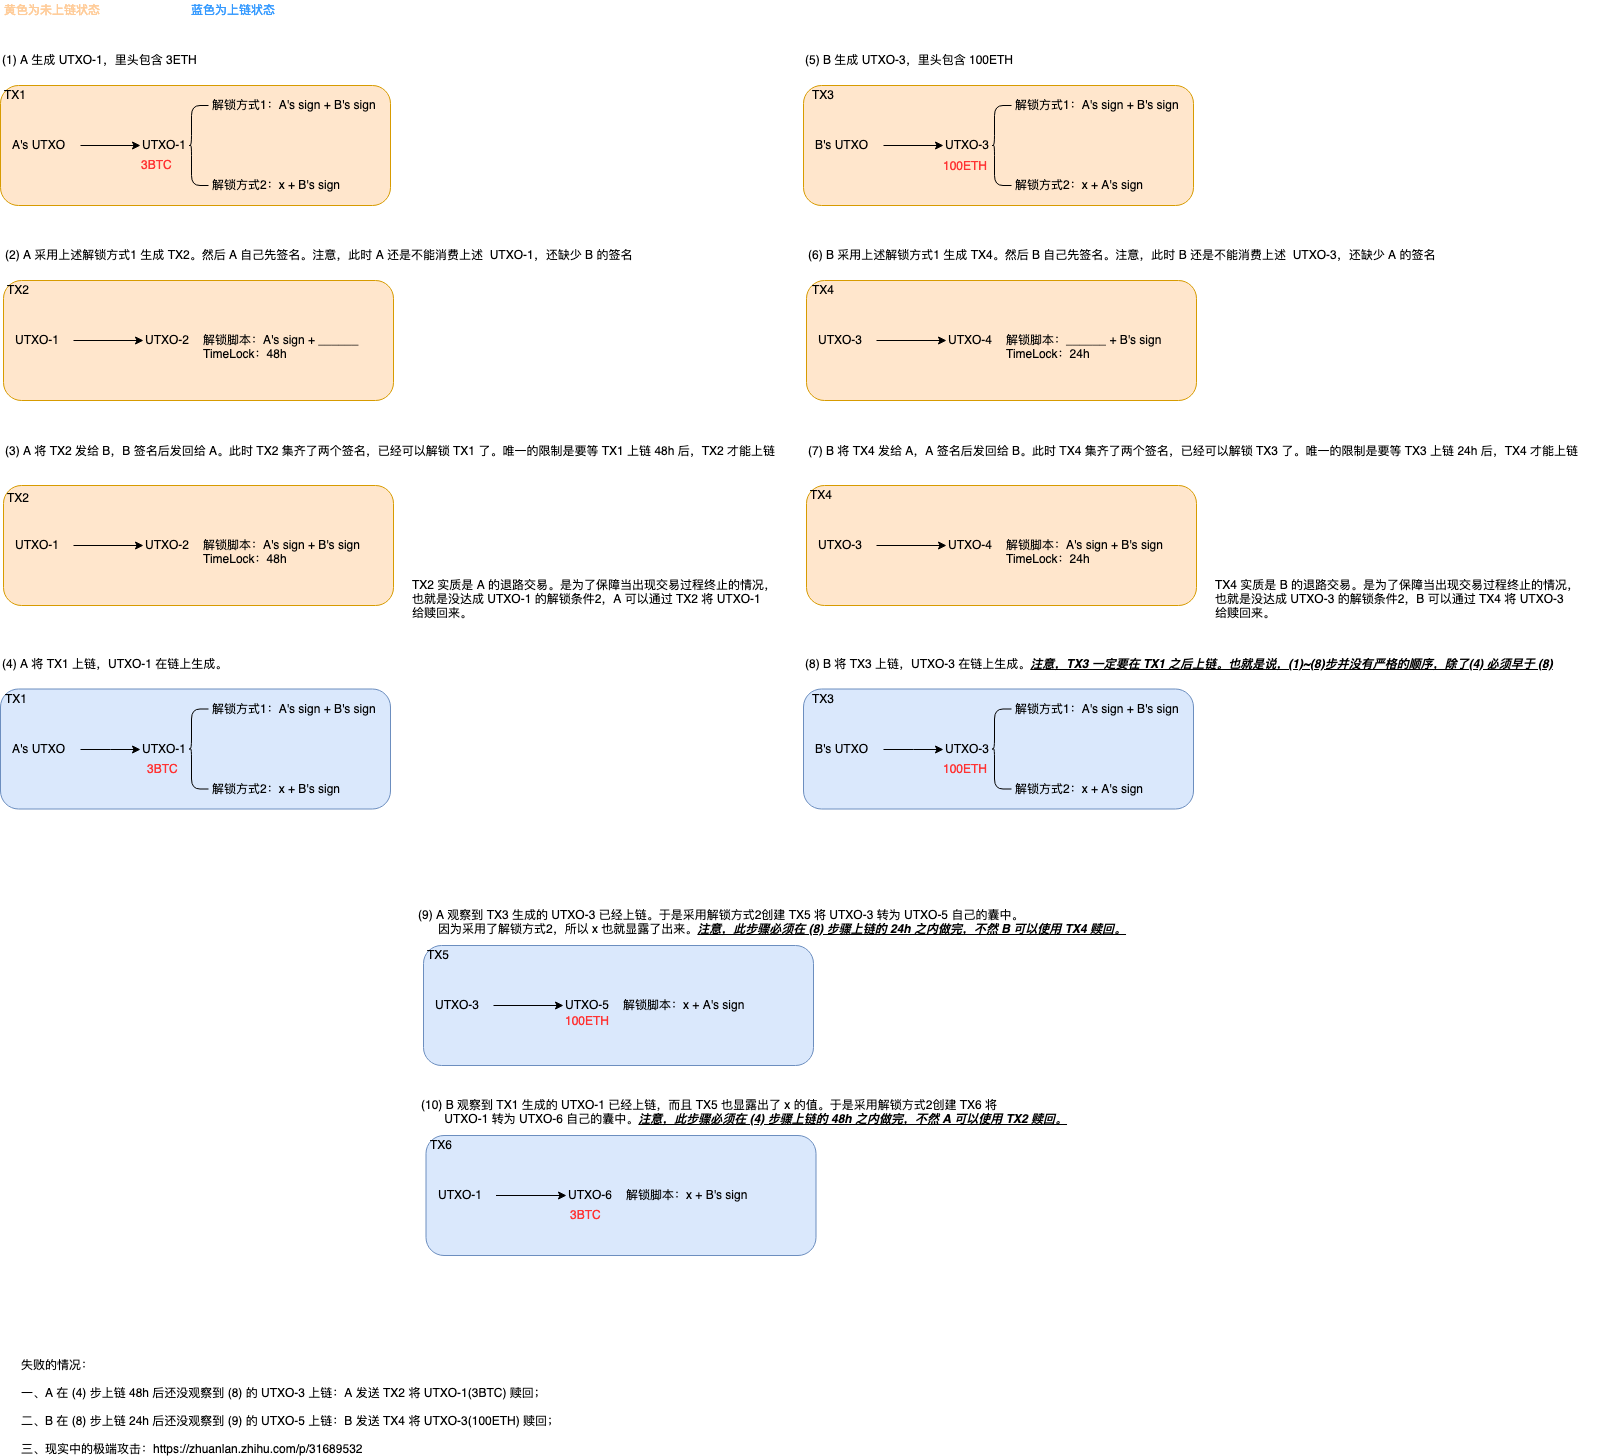 黄色为未上链状态
蓝色为上链状态
(1) A 生成 UTXO-1，里头包含 3ETH
TX1
解锁方式1：A's sign + B's sign
A's UTXO
UTXO-1
3BTC
解锁方式2：x + B's sign
(2) A 采用上述解锁方式1 生成 TX2。然后 A 自己先签名。注意，此时 A 还是不能消费上述 UTXO-1，还缺少 B 的签名
TX2
UTXO-1
UTXO-2
解锁脚本：A's sign + ______
TimeLock：48h
(3) A 将 TX2 发给 B，B 签名后发回给 A。此时 TX2 集齐了两个签名，已经可以解锁 TX1 了。唯一的限制是要等 TX1 上链 48h 后，TX2 才能上链
TX2
UTXO-1
UTXO-2
解锁脚本：A's sign + B's sign
TimeLock：48h
TX2 实质是 A 的退路交易。是为了保障当出现交易过程终止的情况，
也就是没达成 UTXO-1 的解锁条件2，A 可以通过 TX2 将 UTXO-1
给赎回来。
(4) A 将 TX1 上链，UTXO-1 在链上生成。
TX1
解锁方式1：A's sign + B's sign
A's UTXO
UTXO-1
3BTC
解锁方式2：x + B's sign
(5) B 生成 UTXO-3，里头包含 100ETH
TX3
解锁方式1：A's sign + B's sign
B's UTXO
UTXO-3
100ETH
解锁方式2：x + A's sign
(6) B 采用上述解锁方式1 生成 TX4。然后 B 自己先签名。注意，此时 B 还是不能消费上述 UTXO-3，还缺少 A 的签名
TX4
UTXO-3
UTXO-4
解锁脚本：______ + B's sign
TimeLock：24h
(7) B 将 TX4 发给 A，A 签名后发回给 B。此时 TX4 集齐了两个签名，已经可以解锁 TX3 了。唯一的限制是要等 TX3 上链 24h 后，TX4 才能上链
TX4
UTXO-3
UTXO-4
解锁脚本：A's sign + B's sign
TimeLock：24h
TX4 实质是 B 的退路交易。是为了保障当出现交易过程终止的情况，
也就是没达成 UTXO-3 的解锁条件2，B 可以通过 TX4 将 UTXO-3
给赎回来。
(8) B 将 TX3 上链，UTXO-3 在链上生成。注意，TX3 一定要在 TX1 之后上链。也就是说，(1)~(8)步并没有严格的顺序，除了(4) 必须早于 (8)
TX3
解锁方式1：A's sign + B's sign
B's UTXO
UTXO-3
100ETH
解锁方式2：x + A's sign
(9) A 观察到 TX3 生成的 UTXO-3 已经上链。于是采用解锁方式2创建 TX5 将 UTXO-3 转为 UTXO-5 自己的囊中。
因为采用了解锁方式2，所以 x 也就显露了出来。注意，此步骤必须在 (8) 步骤上链的 24h 之内做完，不然 B 可以使用 TX4 赎回。
TX5
UTXO-3
UTXO-5
解锁脚本：x + A's sign
100ETH
(10) B 观察到 TX1 生成的 UTXO-1 已经上链，而且 TX5 也显露出了 x 的值。于是采用解锁方式2创建 TX6 将
UTXO-1 转为 UTXO-6 自己的囊中。注意，此步骤必须在 (4) 步骤上链的 48h 之内做完，不然 A 可以使用 TX2 赎回。
TX6
UTXO-1
UTXO-6
解锁脚本：x + B's sign
3BTC
失败的情况：
一、A 在 (4) 步上链 48h 后还没观察到 (8) 的 UTXO-3 上链：A 发送 TX2 将 UTXO-1(3BTC) 赎回；
二、B 在 (8) 步上链 24h 后还没观察到 (9) 的 UTXO-5 上链：B 发送 TX4 将 UTXO-3(100ETH) 赎回；
三、现实中的极端攻击：https://zhuanlan.zhihu.com/p/31689532